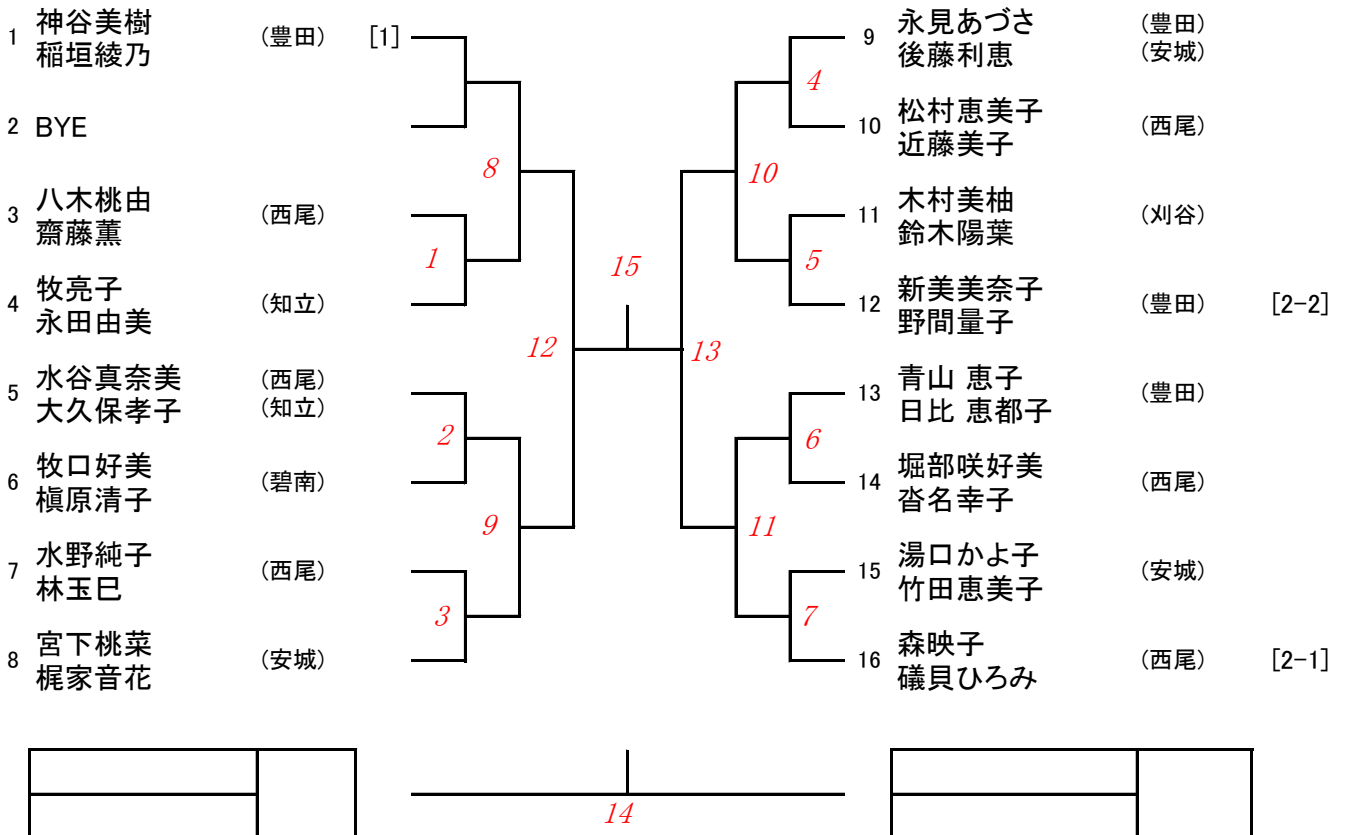 1 神谷美樹 (豊田) [1]
稲垣綾乃
2 BYE
3 八木桃由 (西尾)
齋藤薫
4 牧亮子 (知立)
永田由美
5 水谷真奈美 (西尾)
大久保孝子 (知立)
6 牧口好美 (碧南)
槇原清子
7 水野純子 (西尾)
林玉巳
8 宮下桃菜 (安城)
梶家音花
8
1
12
2
9
3
15
14
4
10
5
13
6
11
7
9 永見あづさ (豊田)
後藤利恵 (安城)
10 松村恵美子 (西尾)
近藤美子
11 木村美柚 (刈谷)
鈴木陽葉
12 新美美奈子 (豊田) [2-2]
野間量子
13 青山 恵子 (豊田)
日比 恵都子
14 堀部咲好美 (西尾)
沓名幸子
15 湯口かよ子 (安城)
竹田恵美子
16 森映子 (西尾) [2-1]
礒貝ひろみ